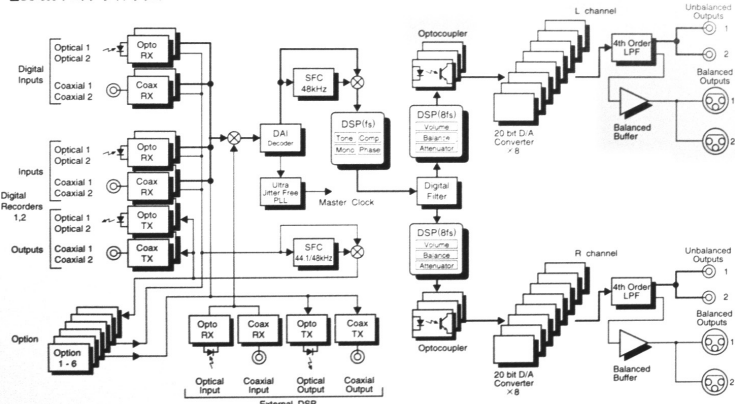 L channel
Unbalanced
Outputs
1
2
Balanced
Outputs
1
2
Optocoupler
4th Order
LPF
Balanced
Buffer
20 bit D/A
Converter
×8
Digital
Inputs
Optical 1
Optical 2
Coaxial 1
Coaxial 2
Opto
RX
Coax
RX
SFC
48kHz
DSP(fs)
Tone Comp
Mono Phase
DSP(8fs)
Volume
Balance
Attenuator
DAI
Decoder
Ultra
Jitter Free
PLL
Master Clock
Digital
Filter
Inputs
Optical 1
Optical 2
Coaxial 1
Coaxial 2
Opto
RX
Coax
RX
Digital
Recorders
1,2
Outputs
Optical 1
Optical 2
Coaxial 1
Coaxial 2
Opto
TX
Coax
TX
SFC
44.1/48kHz
DSP(8fs)
Volume
Balance
Attenuator
Optocoupler
R channel
Unbalanced
Outputs
1
2
4th Order
LPF
Balanced
Outputs
1
2
Balanced
Buffer
20 bit D/A
Converter
×8
Option
Option
1 - 6
Opto
RX
Coax
RX
Opto
TX
Coax
TX
Optical
Input
Coaxial
Input
Optical
Output
Coaxial
Output
External DSP